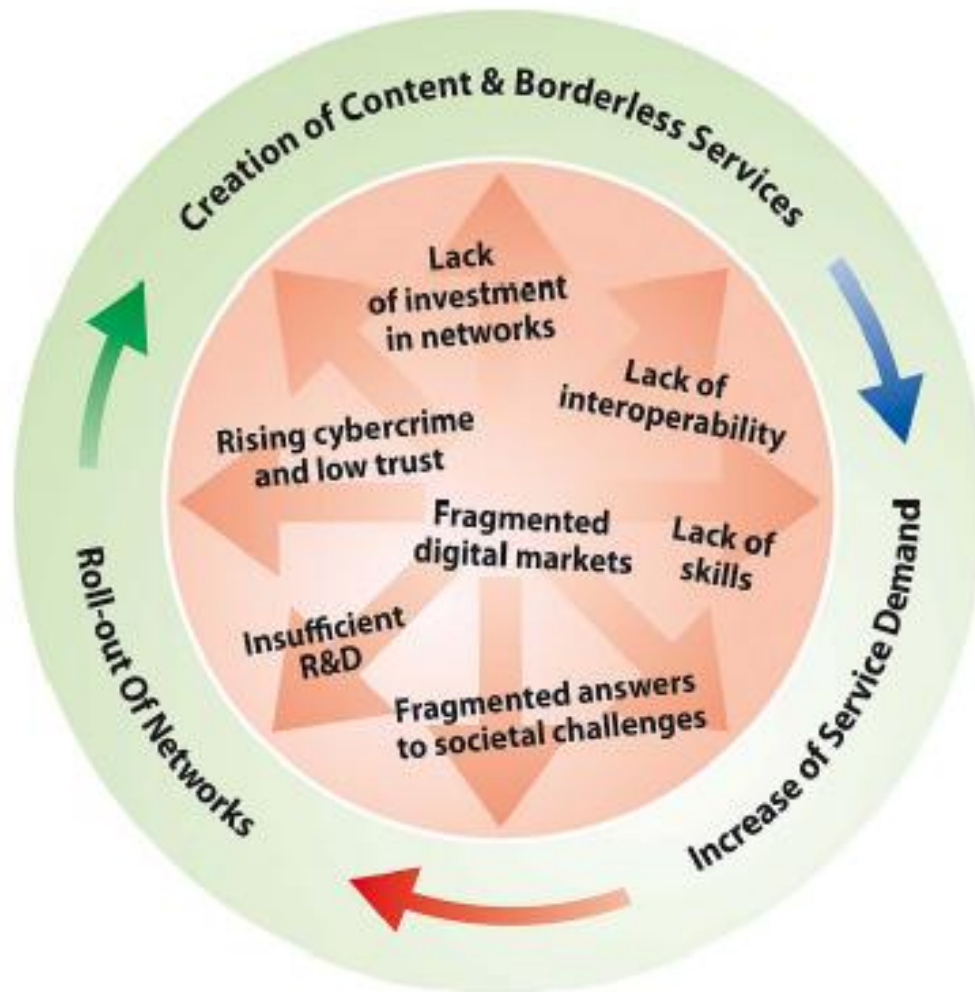 Creation of Content & Borderless Services
Lack
of investment
in networks
Lack of
interoperability
Rising cybercrime
and low trust
Fragmented
digital markets
Lack of
skills
Insufficient
R&D
Fragmented answers
to societal challenges
Increase of Service Demand
Roll-out Of Networks